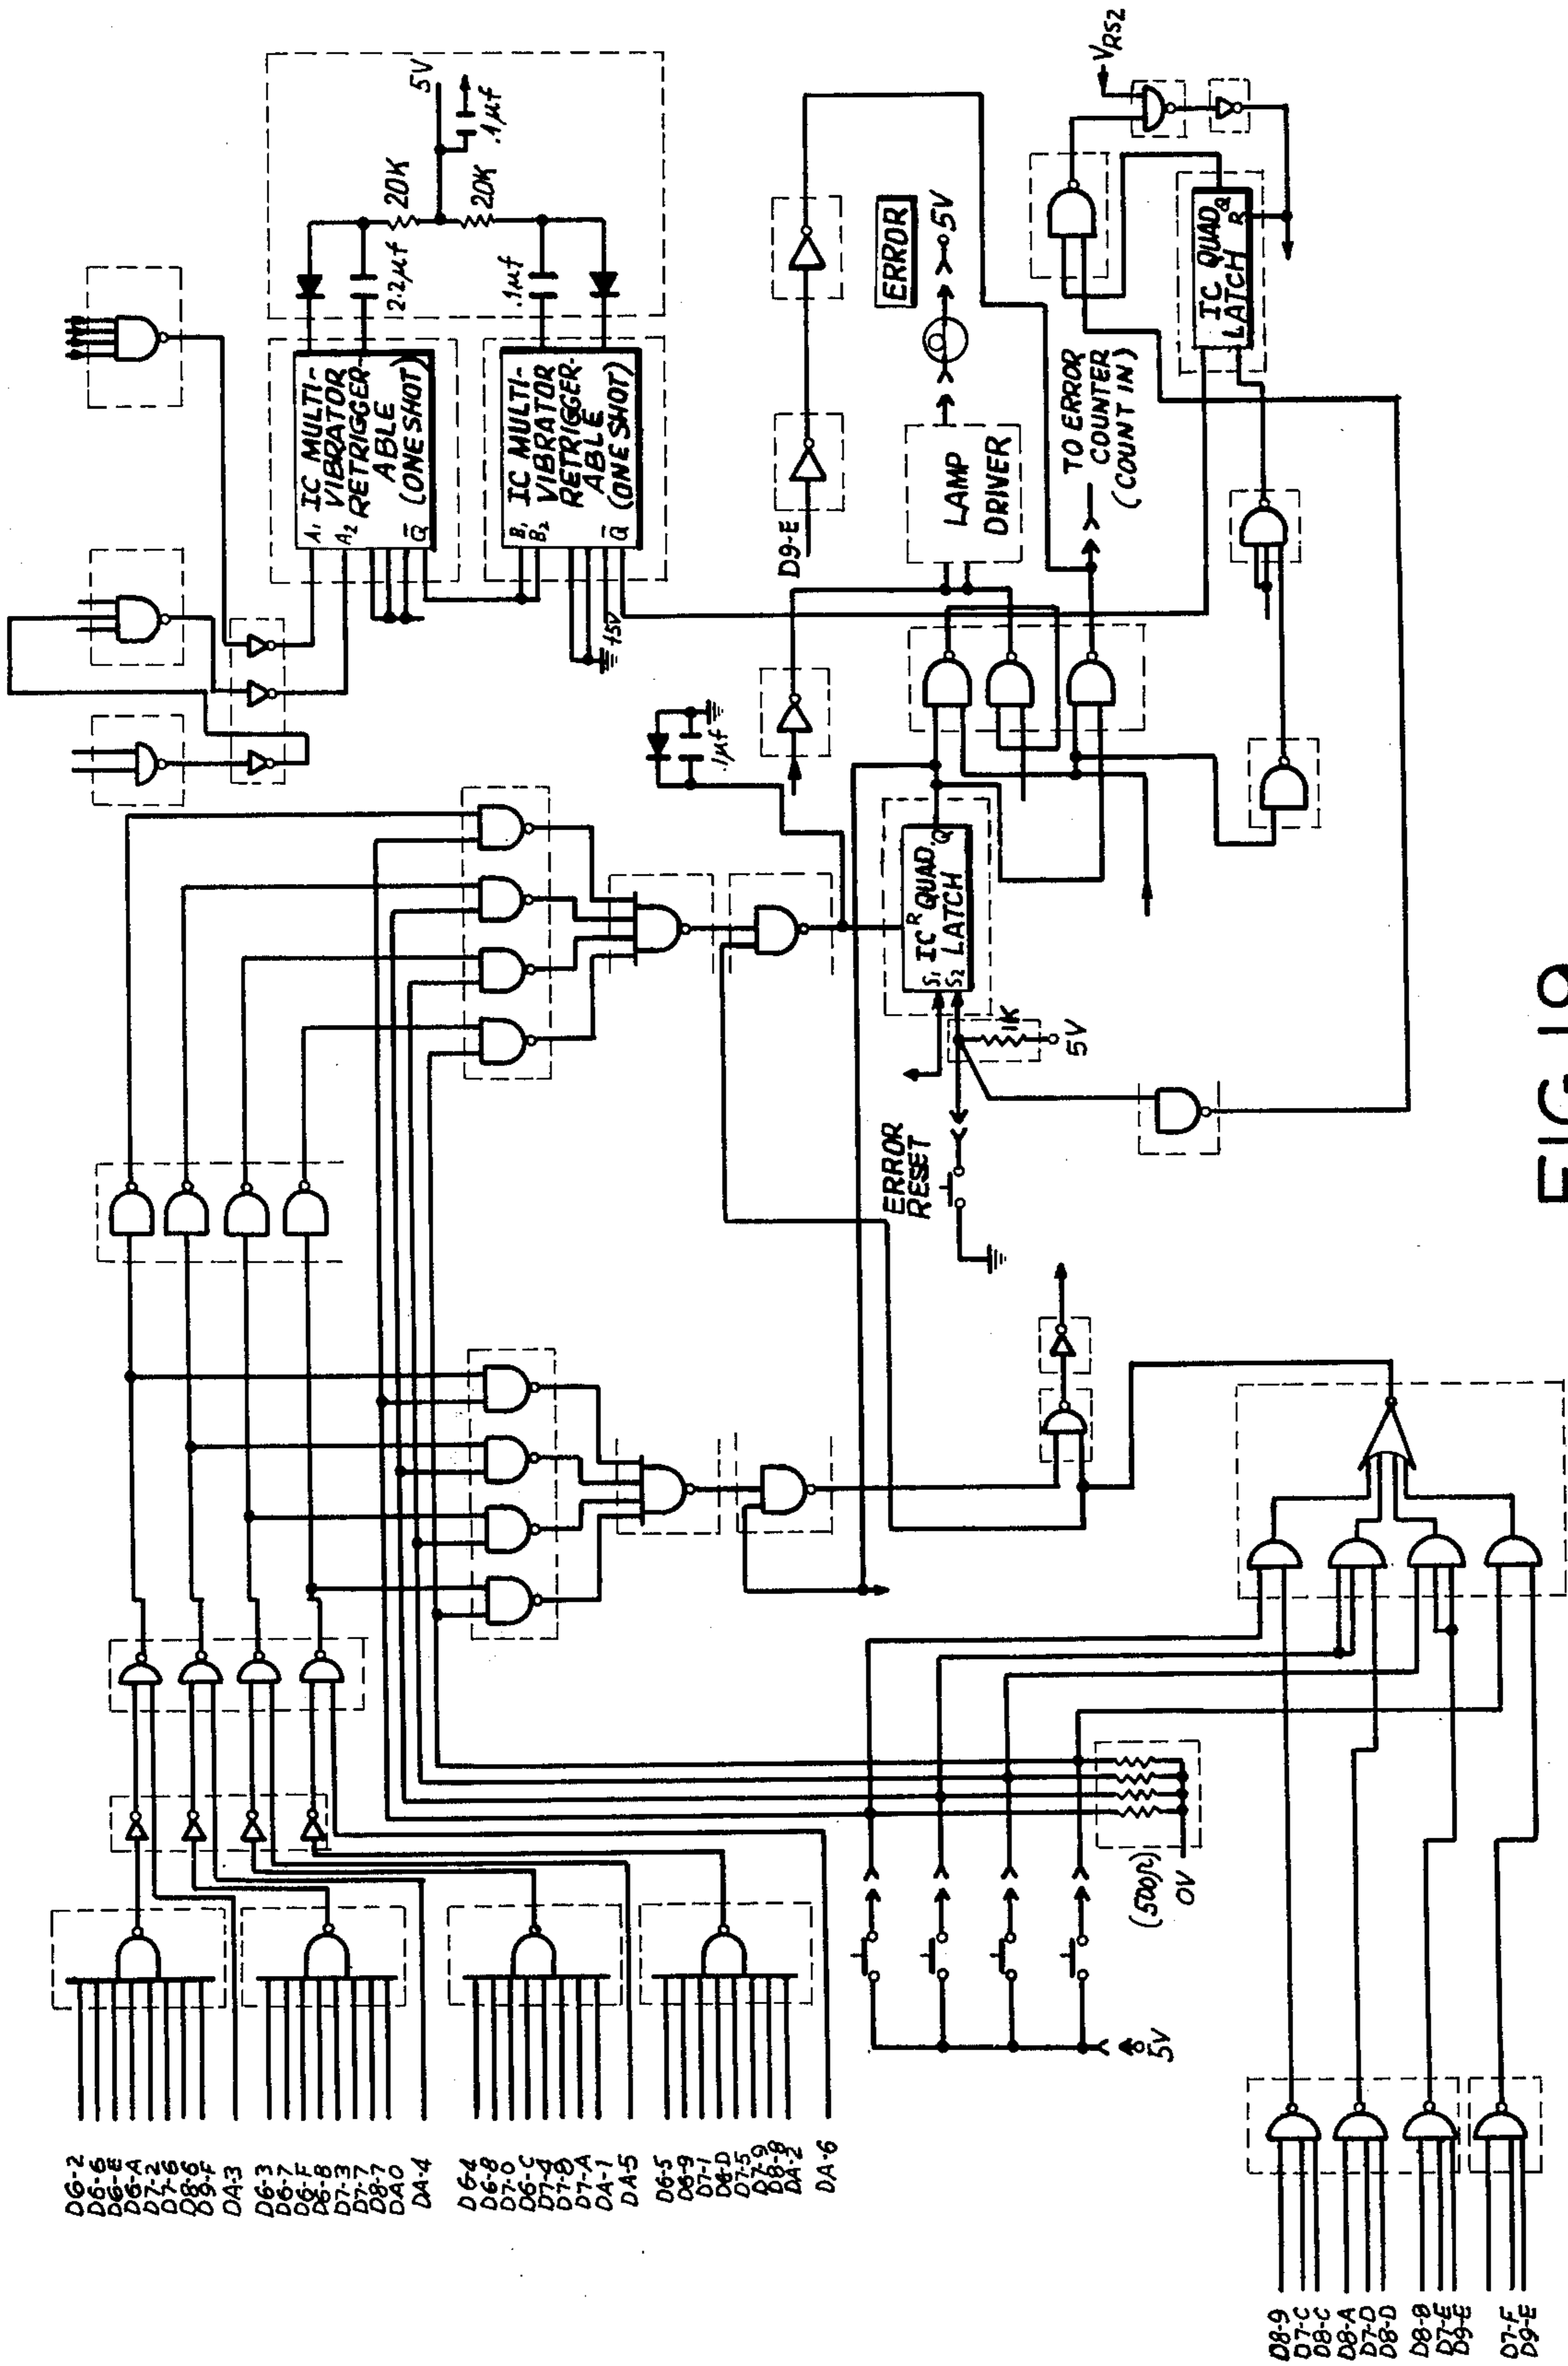 5V
.1µf
20K
20K
2.2µf
.1µf
A1 IC MULTI-
A2 VIBRATOR
RETRIGGER-
ABLE
Q̅ (ONE SHOT)
B1 IC MULTI-
B2 VIBRATOR
RETRIGGER-
ABLE
Q̅ (ONE SHOT)
+5V
.1µf
D9-E
ERROR
5V
LAMP
DRIVER
TO ERROR
COUNTER
(COUNT IN)
VRS2
IC QUAD Q
LATCH R
R
IC QUAD. Q
LATCH
S1
S2
1K
5V
ERROR
RESET
(500Ω)
0V
5V
D6-2
D6-6
D6-E
D6-A
D7-2
D7-6
D8-6
D9-F
DA-3
D6-3
D6-7
D6-F
D6-B
D7-3
D7-7
D8-7
DA0
DA-4
D6-4
D6-8
D7-0
D6-C
D7-4
D7-8
D7-A
DA-1
DA-5
D6-5
D6-9
D7-1
D6-D
D7-5
D7-9
D8-8
DA-2
DA-6
D8-9
D7-C
D8-C
D8-A
D7-D
D8-D
D8-B
D7-E
D9-E
D7-F
D9-E
FIG. 19